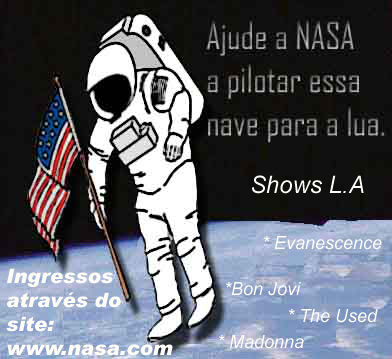 Ajude a NASA
a pilotar essa
nave para a lua.
Shows L.A
* Evanescence
*Bon Jovi
* The Used
* Madonna
Ingressos
através do
site:
www.nasa.com